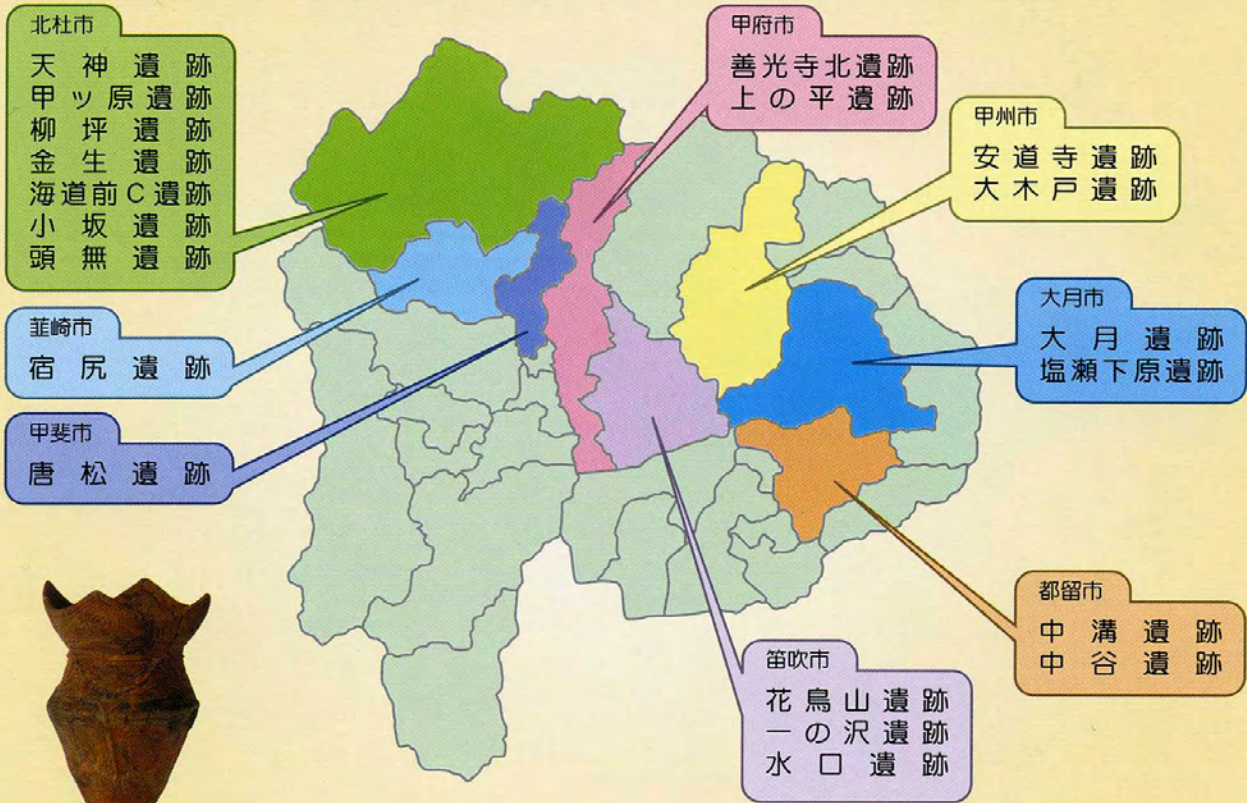 北杜市
天神遺跡
甲ッ原遺跡
柳坪遺跡
金生遺跡
海道前C遺跡
小坂遺跡
頭無遺跡
韮崎市
宿尻遺跡
甲斐市
唐松遺跡
甲府市
善光寺北遺跡
上の平遺跡
甲州市
安道寺遺跡
大木戸遺跡
大月市
大月遺跡
塩瀬下原遺跡
都留市
中溝遺跡
中谷遺跡
笛吹市
花鳥山遺跡
一の沢遺跡
水口遺跡